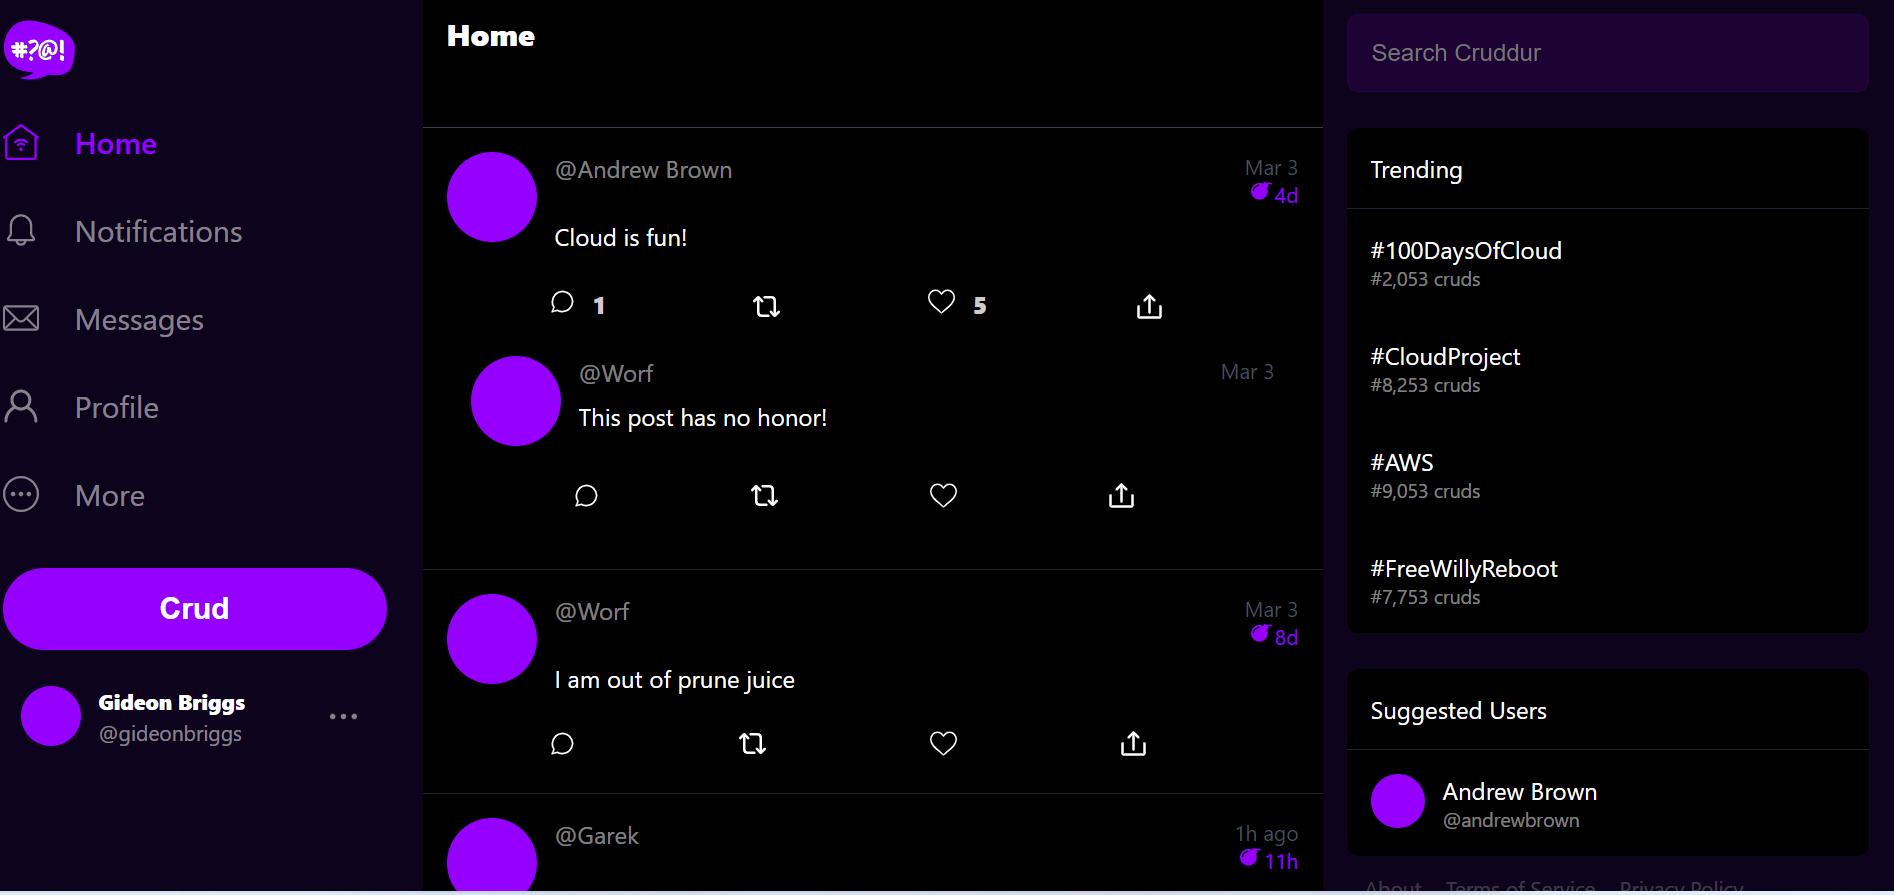 #?@!
Home
Notifications
Messages
Profile
More
Crud
Gideon Briggs
@gideonbriggs
Home
@Andrew Brown
Mar 3
4d
Cloud is fun!
1
5
@Worf
Mar 3
This post has no honor!
@Worf
Mar 3
8d
I am out of prune juice
@Garek
1h ago
11h
Search Cruddur
Trending
#100DaysOfCloud
#2,053 cruds
#CloudProject
#8,253 cruds
#AWS
#9,053 cruds
#FreeWillyReboot
#7,753 cruds
Suggested Users
Andrew Brown
@andrewbrown
About Terms of Service Privacy Policy